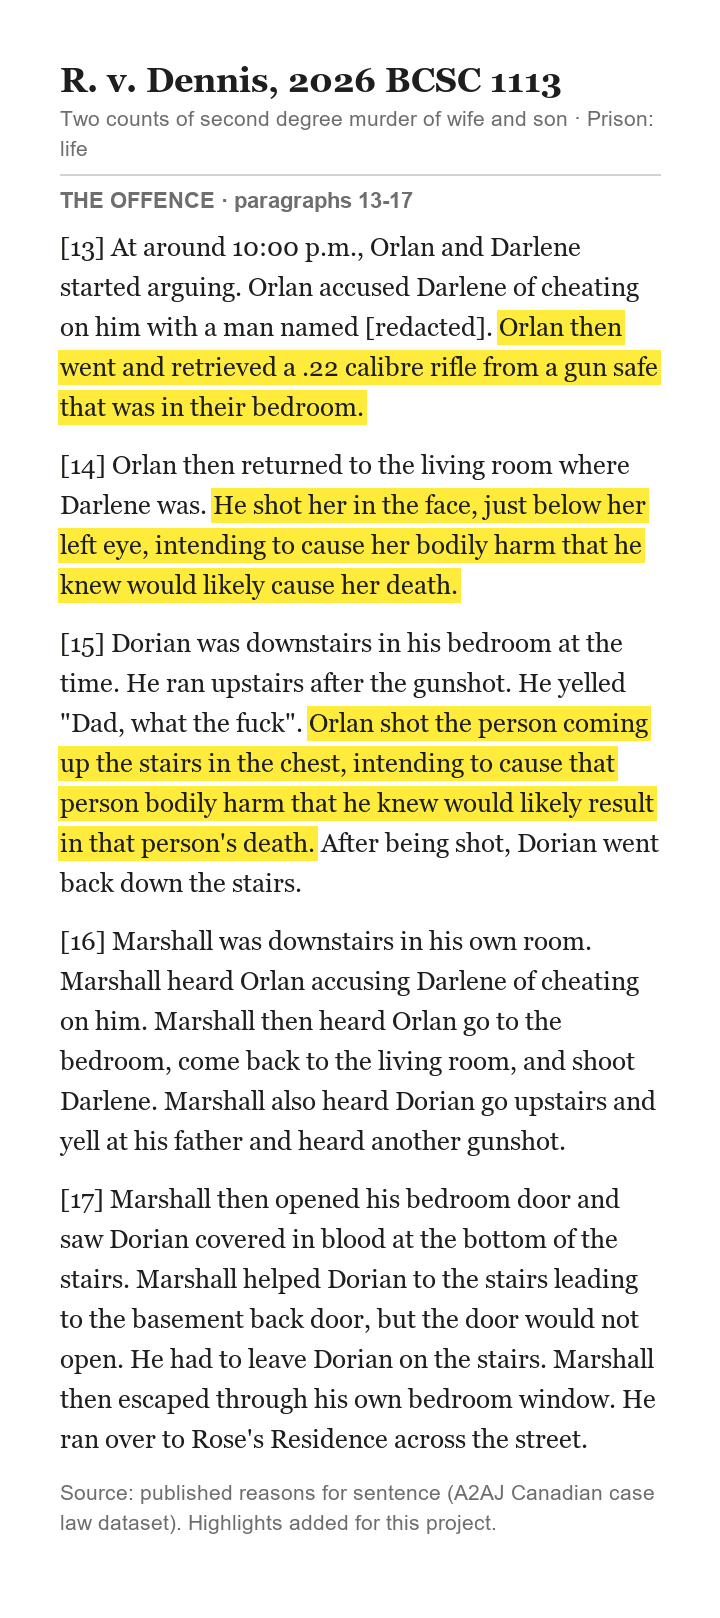 R. v. Dennis, 2026 BCSC 1113
Two counts of second degree murder of wife and son · Prison:
life
THE OFFENCE · paragraphs 13-17
[13] At around 10:00 p.m., Orlan and Darlene
started arguing. Orlan accused Darlene of cheating
on him with a man named [redacted]. Orlan then
went and retrieved a .22 calibre rifle from a gun safe
that was in their bedroom.
[14] Orlan then returned to the living room where
Darlene was. He shot her in the face, just below her
left eye, intending to cause her bodily harm that he
knew would likely cause her death.
[15] Dorian was downstairs in his bedroom at the
time. He ran upstairs after the gunshot. He yelled
"Dad, what the fuck". Orlan shot the person coming
up the stairs in the chest, intending to cause that
person bodily harm that he knew would likely result
in that person's death. After being shot, Dorian went
back down the stairs.
[16] Marshall was downstairs in his own room.
Marshall heard Orlan accusing Darlene of cheating
on him. Marshall then heard Orlan go to the
bedroom, come back to the living room, and shoot
Darlene. Marshall also heard Dorian go upstairs and
yell at his father and heard another gunshot.
[17] Marshall then opened his bedroom door and
saw Dorian covered in blood at the bottom of the
stairs. Marshall helped Dorian to the stairs leading
to the basement back door, but the door would not
open. He had to leave Dorian on the stairs. Marshall
then escaped through his own bedroom window. He
ran over to Rose's Residence across the street.
Source: published reasons for sentence (A2AJ Canadian case
law dataset). Highlights added for this project.